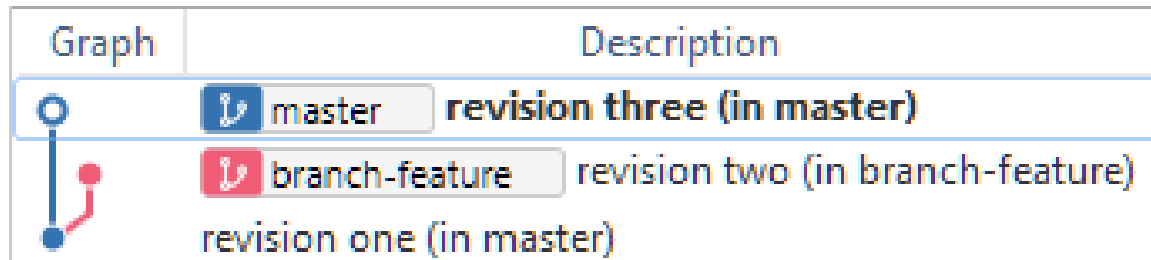 Graph Description
master revision three (in master)
branch-feature revision two (in branch-feature)
revision one (in master)